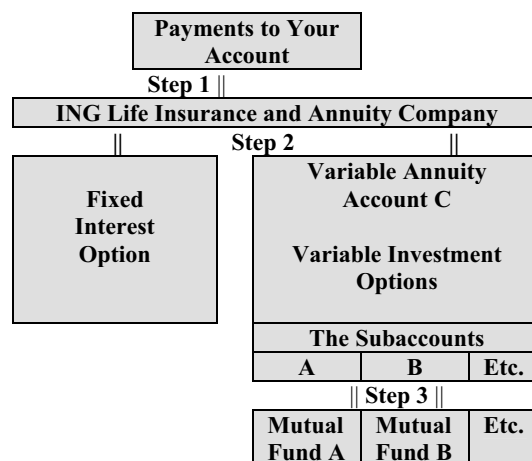 Payments to Your
Account
Step 1 ||
ING Life Insurance and Annuity Company
|| Step 2 ||
Fixed
Interest
Option
Variable Annuity
Account C
Variable Investment
Options
The Subaccounts
A B Etc.
|| Step 3 ||
Mutual
Fund A
Mutual
Fund B
Etc.